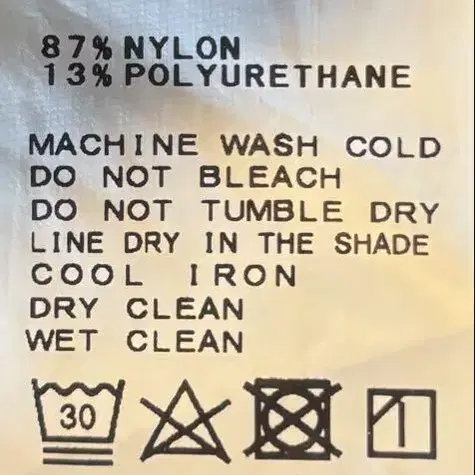 87% NYLON
13% POLYURETHANE
MACHINE WASH COLD
DO NOT BLEACH
DO NOT TUMBLE DRY
LINE DRY IN THE SHADE
COOL IRON
DRY CLEAN
WET CLEAN
30